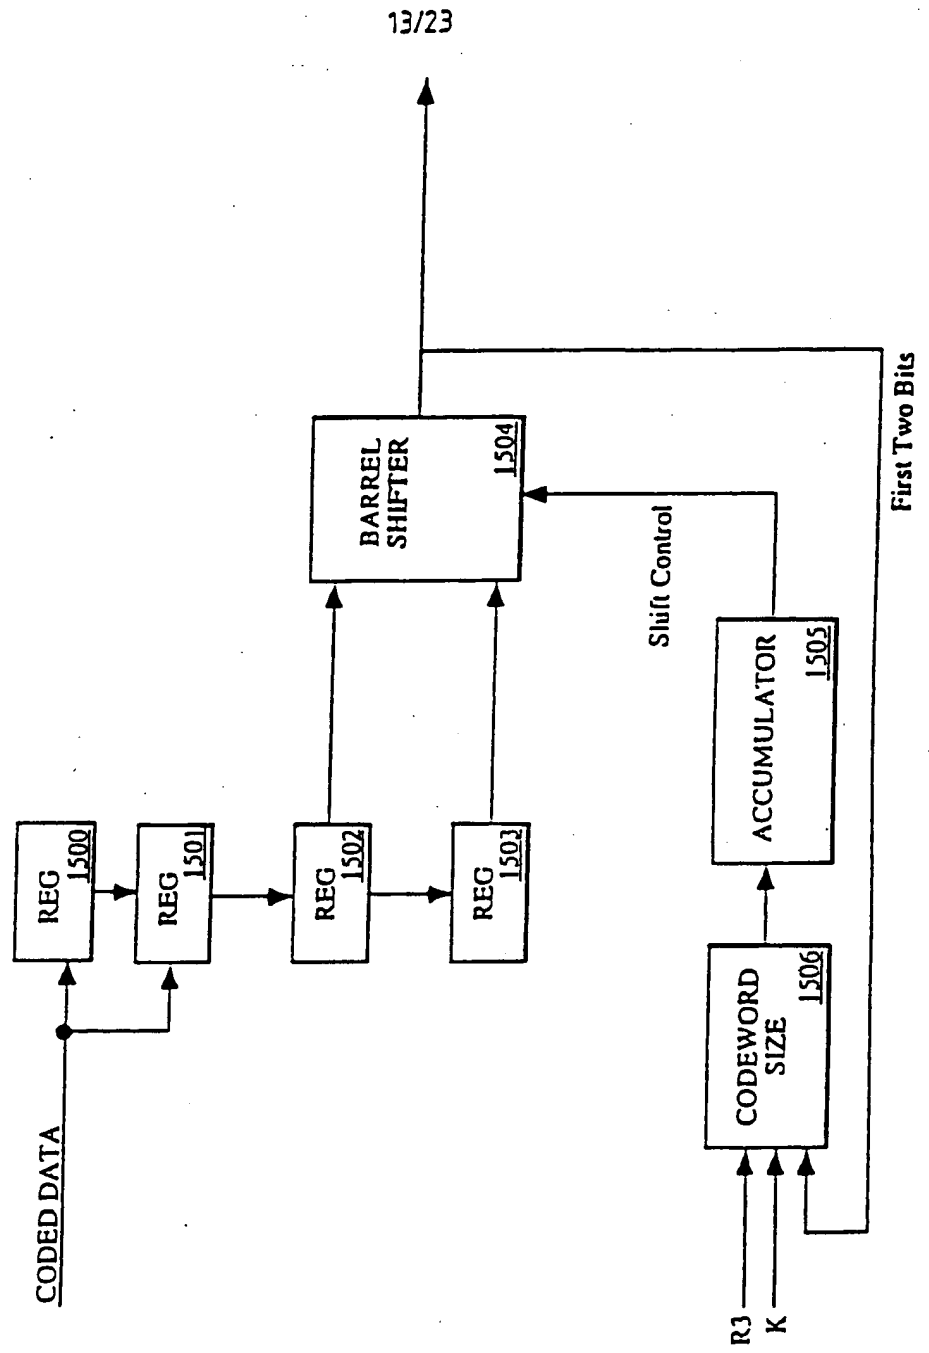 13/23
CODED DATA
REG
1500
REG
1501
REG
1502
REG
1503
BARREL
SHIFTER
1504
Shift Control
First Two Bits
R3
K
CODEWORD
SIZE
1506
ACCUMULATOR
1505